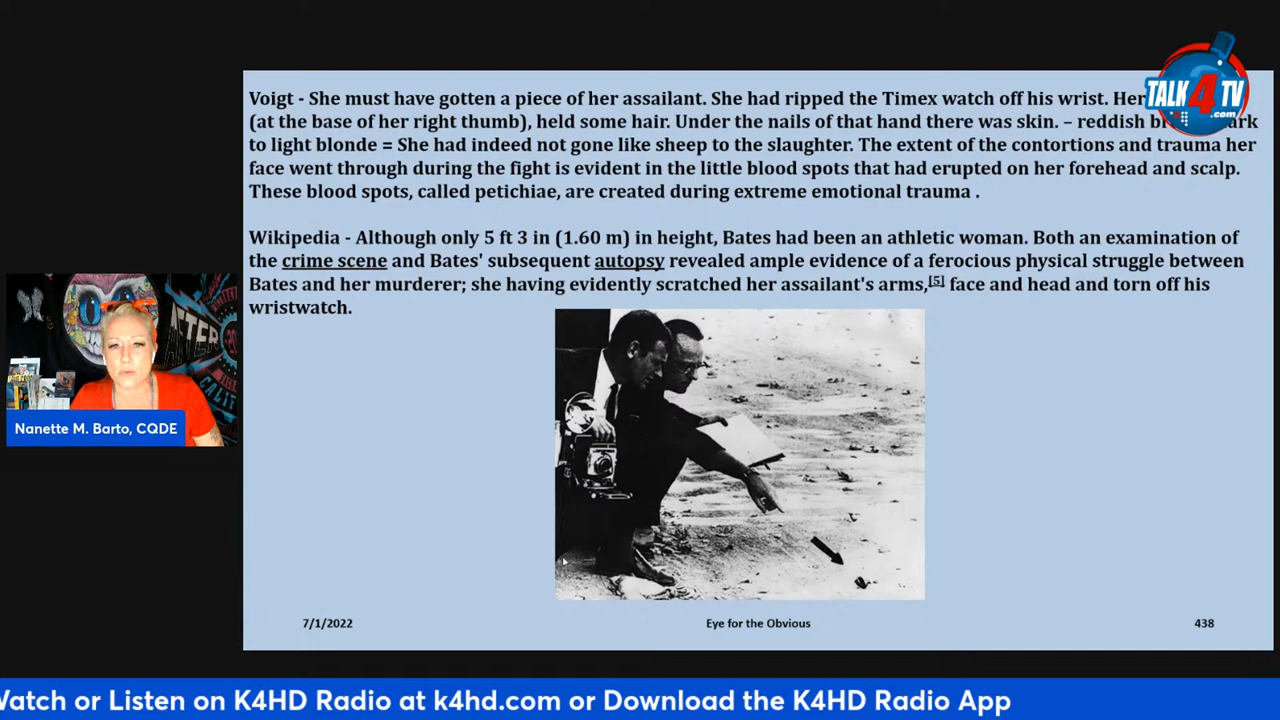 Voigt - She must have gotten a piece of her assailant. She had ripped the Timex watch off his wrist. Her
(at the base of her right thumb), held some hair. Under the nails of that hand there was skin. – reddish
to light blonde = She had indeed not gone like sheep to the slaughter. The extent of the contortions and trauma her
face went through during the fight is evident in the little blood spots that had erupted on her forehead and scalp.
These blood spots, called petichiae, are created during extreme emotional trauma .
Wikipedia - Although only 5 ft 3 in (1.60 m) in height, Bates had been an athletic woman. Both an examination of
the crime scene and Bates' subsequent autopsy revealed ample evidence of a ferocious physical struggle between
Bates and her murderer; she having evidently scratched her assailant's arms,[5] face and head and torn off his
wristwatch.
TALK 4 TV
.com
AFTER
CALIF
Nanette M. Barto, CQDE
7/1/2022
Eye for the Obvious
438
Watch or Listen on K4HD Radio at k4hd.com or Download the K4HD Radio App